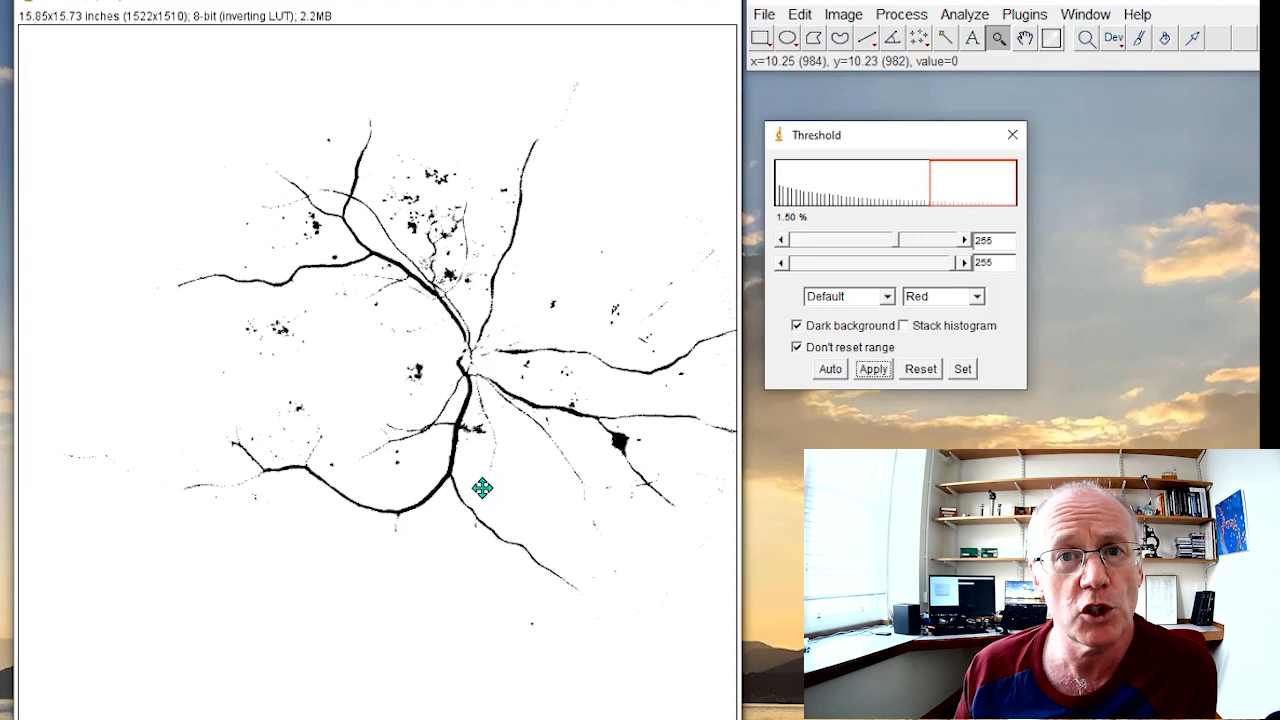 15.85x15.73 inches (1522x1510); 8-bit (inverting LUT); 2.2MB
File Edit Image Process Analyze Plugins Window Help
A Dev
x=10.25 (984), y=10.23 (982), value=0
Threshold
1.50 %
255
255
Default Red
Dark background Stack histogram
Don't reset range
Auto Apply Reset Set